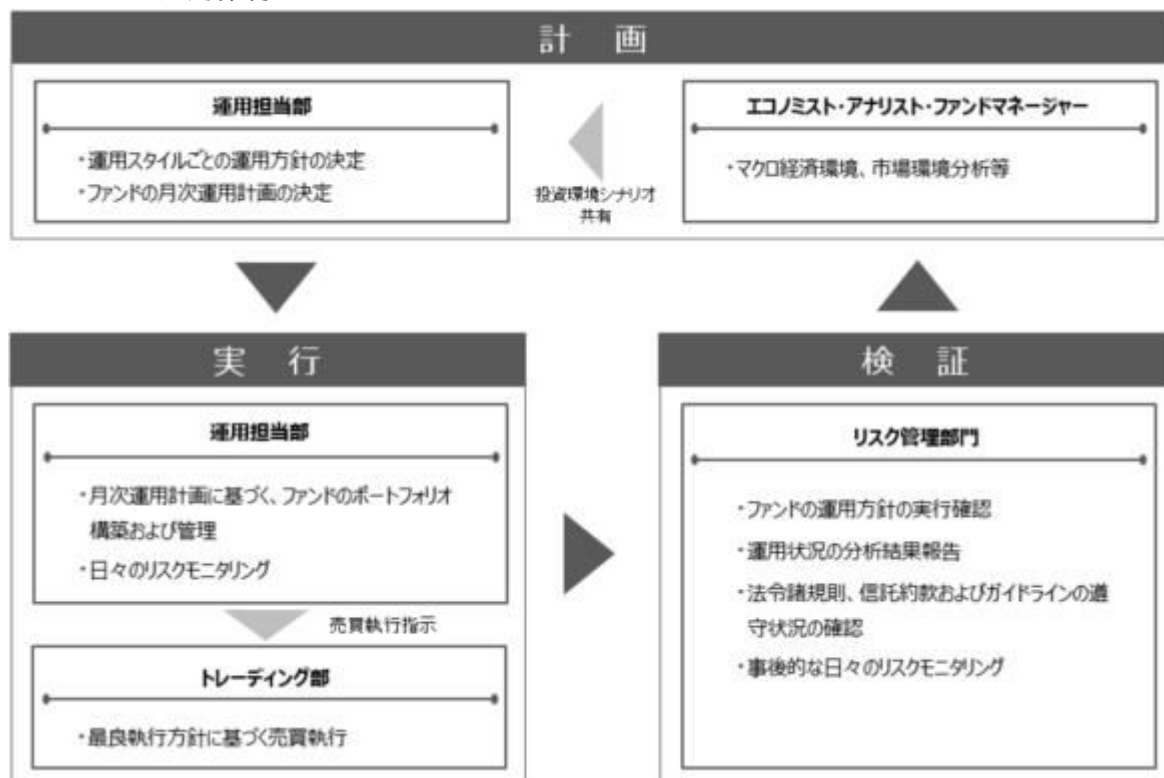 計 画
運用担当部
・運用スタイルごとの運用方針の決定
・ファンドの月次運用計画の決定
投資環境シナリオ
共有
エコノミスト・アナリスト・ファンドマネージャー
・マクロ経済環境、市場環境分析等
実 行
運用担当部
・月次運用計画に基づく、ファンドのポートフォリオ
構築および管理
・日々のリスクモニタリング
売買執行指示
トレーディング部
・最良執行方針に基づく売買執行
検 証
リスク管理部門
・ファンドの運用方針の実行確認
・運用状況の分析結果報告
・法令諸規則、信託約款およびガイドラインの遵
守状況の確認
・事後的な日々のリスクモニタリング